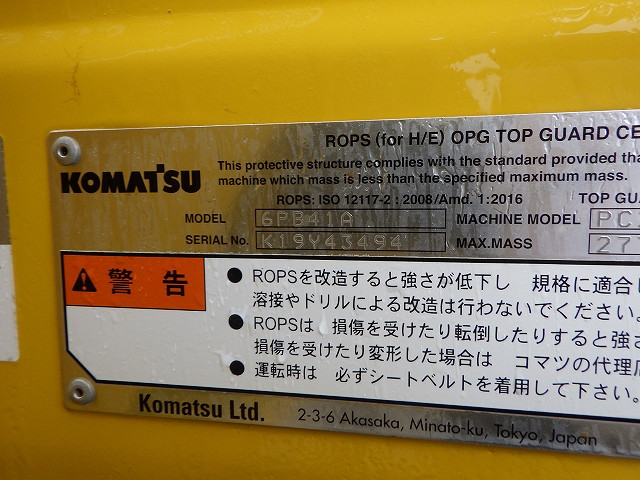 ROPS (for H/E) OPG TOP GUARD CE
KOMATSU
This protective structure complies with the standard provided tha
machine which mass is less than the specified maximum mass.
ROPS: ISO 12117-2 : 2008/Amd. 1:2016 TOP GU
MODEL 6PB41A MACHINE MODEL PC
SERIAL No. K19Y43494 MAX.MASS 27
警告
● ROPSを改造すると強さが低下し 規格に適合し
溶接やドリルによる改造は行わないでください。
● ROPSは 損傷を受けたり転倒したりすると強さ
損傷を受けたり変形した場合は コマツの代理店
● 運転時は 必ずシートベルトを着用して下さい。
Komatsu Ltd. 2-3-6 Akasaka, Minato-ku, Tokyo, Japan